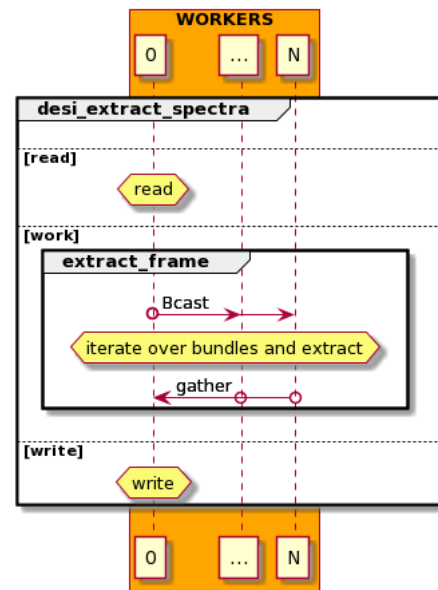 WORKERS
0 ... N
desi_extract_spectra
[read]
read
[work]
extract_frame
Bcast
iterate over bundles and extract
gather
[write]
write
0 ... N